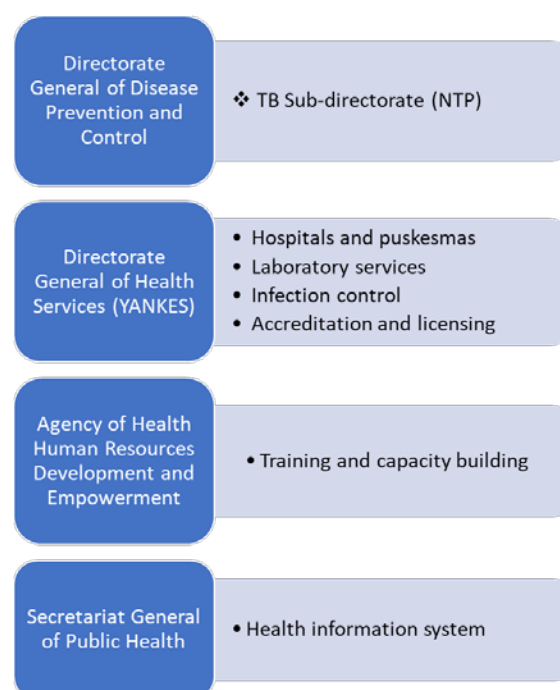 Directorate
General of Disease
Prevention and
Control
❖ TB Sub-directorate (NTP)
Directorate
General of Health
Services (YANKES)
• Hospitals and puskesmas
• Laboratory services
• Infection control
• Accreditation and licensing
Agency of Health
Human Resources
Development and
Empowerment
• Training and capacity building
Secretariat General
of Public Health
• Health information system